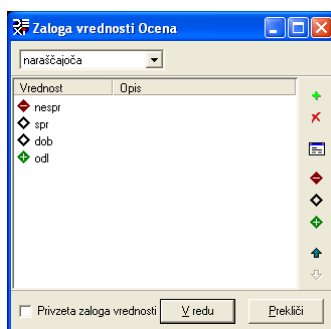 Zaloga vrednosti Ocena
naraščajoča
Vrednost Opis
nespr
spr
dob
odl
Privzeta zaloga vrednosti V redu Prekliči